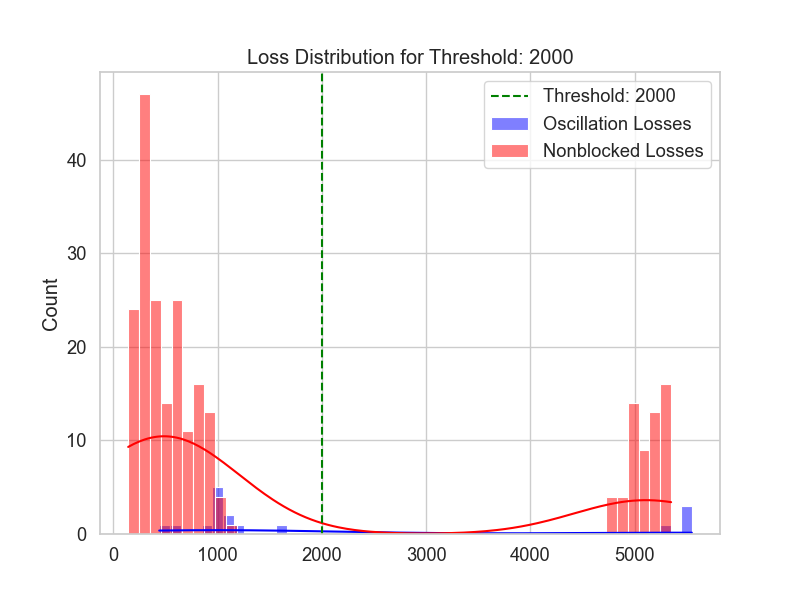 Loss Distribution for Threshold: 2000
Threshold: 2000
Oscillation Losses
Nonblocked Losses
Count
40
30
20
10
0
0 1000 2000 3000 4000 5000